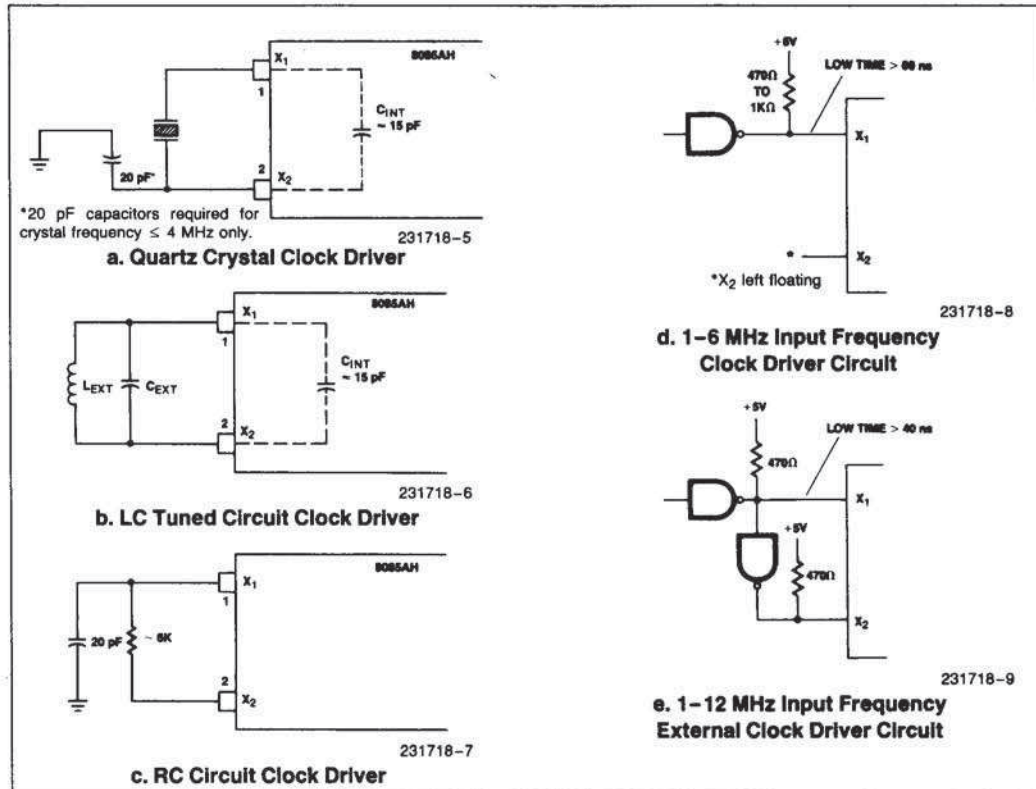 8085AH
X1
1
CINT
~ 15 pF
2
X2
20 pF*
*20 pF capacitors required for
crystal frequency ≤ 4 MHz only.
231718-5
a. Quartz Crystal Clock Driver
8085AH
X1
1
LEXT
CEXT
CINT
~ 15 pF
2
X2
231718-6
b. LC Tuned Circuit Clock Driver
8085AH
X1
1
20 pF
~ 6K
2
X2
231718-7
c. RC Circuit Clock Driver
+5V
470Ω
TO
1KΩ
LOW TIME > ns
X1
*
X2
*X2 left floating
231718-8
d. 1–6 MHz Input Frequency
Clock Driver Circuit
+5V
LOW TIME > 40 ns
470Ω
X1
+5V
470Ω
X2
231718-9
e. 1–12 MHz Input Frequency
External Clock Driver Circuit